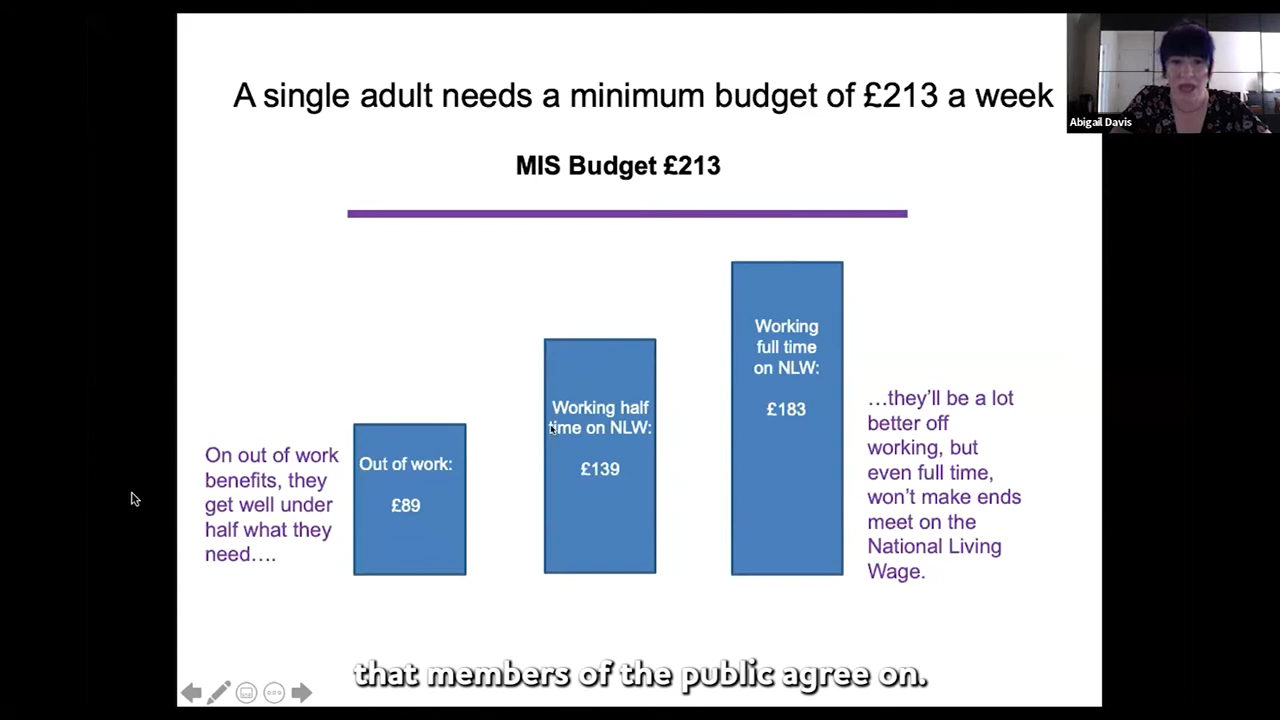 A single adult needs a minimum budget of £213 a week
Abigail Davis
MIS Budget £213
Working
full time
on NLW:
£183
Working half
time on NLW:
£139
Out of work:
£89
On out of work
benefits, they
get well under
half what they
need….
…they’ll be a lot
better off
working, but
even full time,
won’t make ends
meet on the
National Living
Wage.
that members of the public agree on.